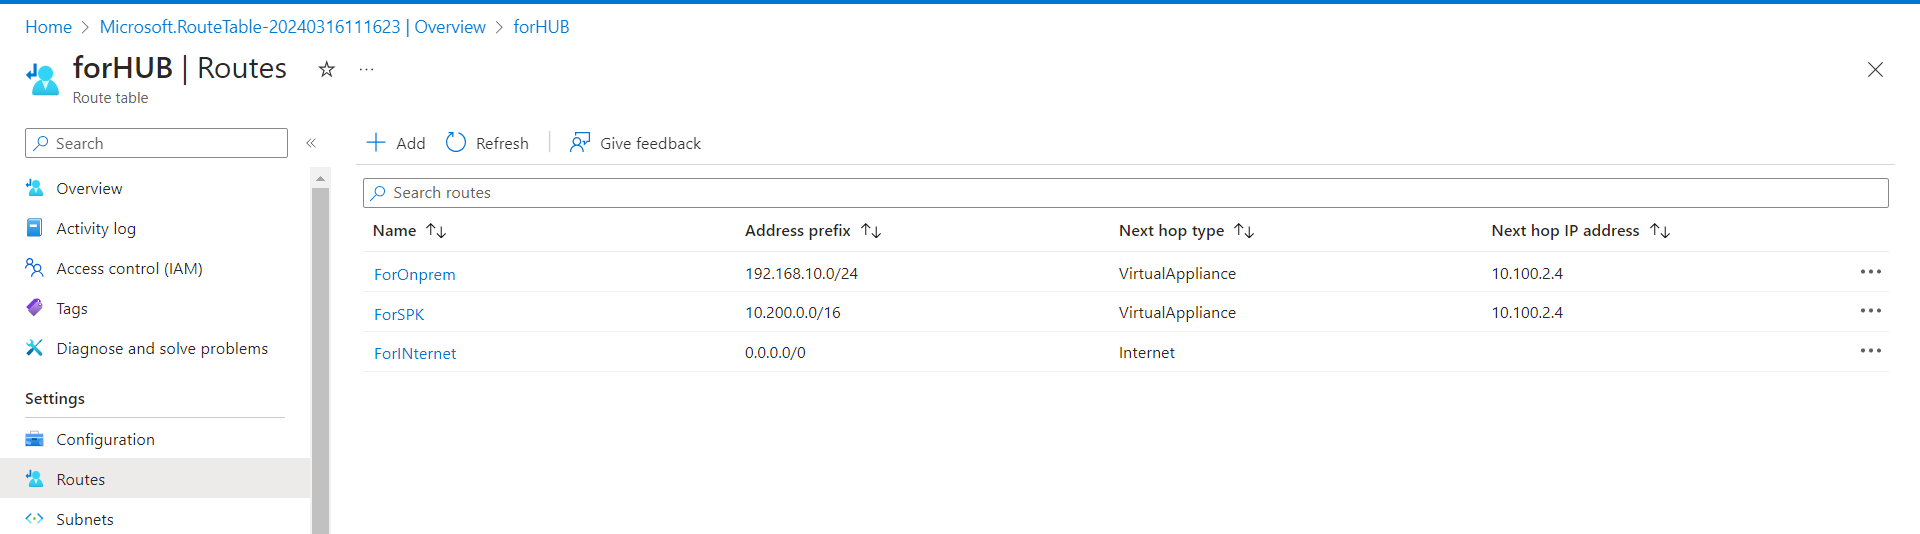 Home > Microsoft.RouteTable-20240316111623 | Overview > forHUB
forHUB | Routes
Route table
Search
Add Refresh Give feedback
Overview
Activity log
Access control (IAM)
Tags
Diagnose and solve problems
Settings
Configuration
Routes
Subnets
Search routes
Name Address prefix Next hop type Next hop IP address
ForOnprem 192.168.10.0/24 VirtualAppliance 10.100.2.4
ForSPK 10.200.0.0/16 VirtualAppliance 10.100.2.4
ForINternet 0.0.0.0/0 Internet